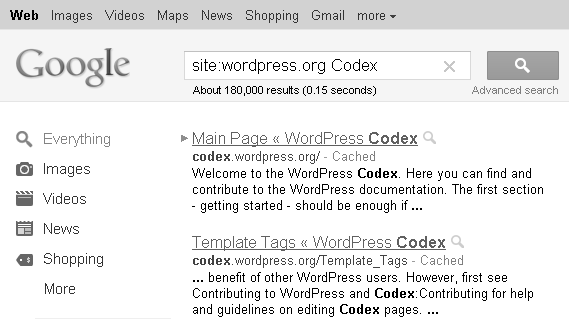 Web Images Videos Maps News Shopping Gmail more
Google
site:wordpress.org Codex
About 180,000 results (0.15 seconds)
Advanced search
Everything
Images
Videos
News
Shopping
More
Main Page « WordPress Codex
codex.wordpress.org/ - Cached
Welcome to the WordPress Codex. Here you can find and
contribute to the WordPress documentation. The first section
- getting started - should be enough if ...
Template Tags « WordPress Codex
codex.wordpress.org/Template_Tags - Cached
... benefit of other WordPress users. However, first see
Contributing to WordPress and Codex:Contributing for help
and guidelines on editing Codex pages. ...